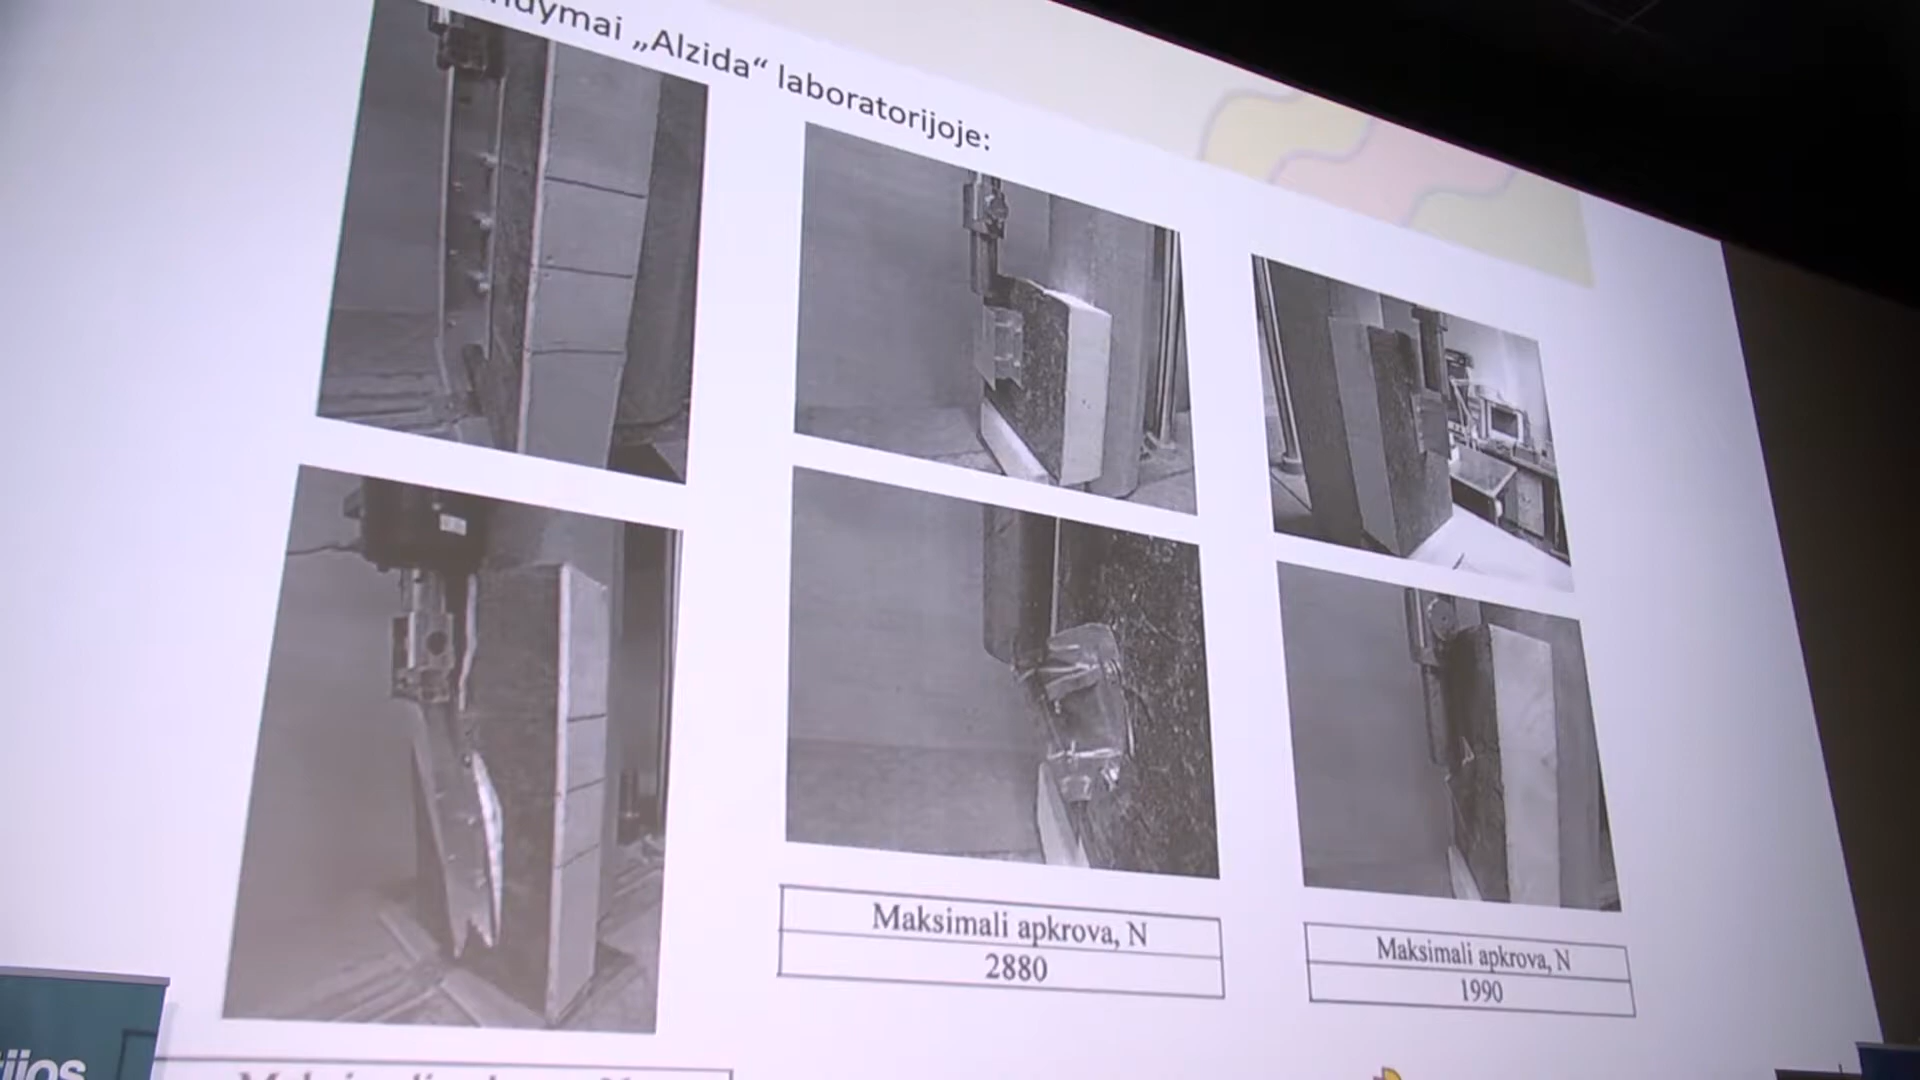 „Alzida“ laboratorijoje:
Maksimali apkrova, N
2880
Maksimali apkrova, N
1990